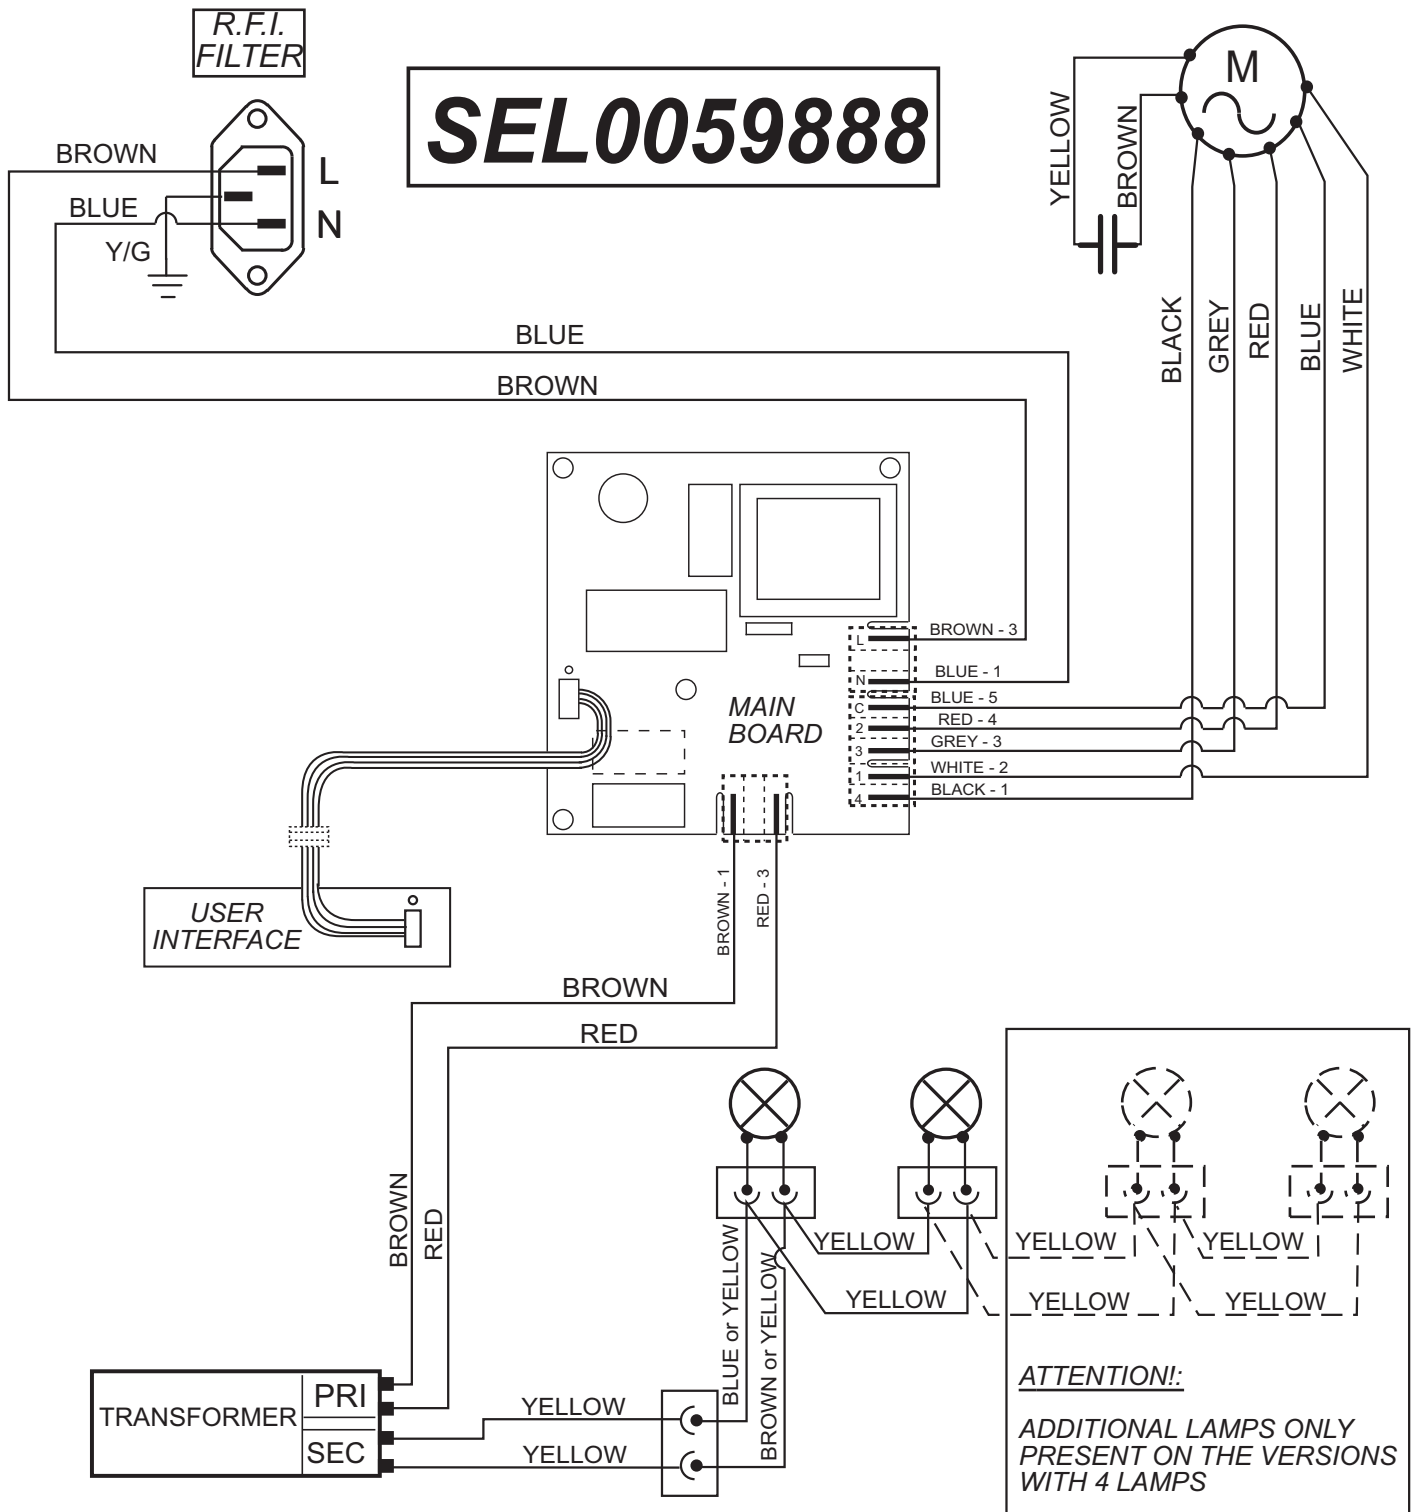 R.F.I.
FILTER
SEL0059888
M
BROWN
L
BLUE
N
Y/G
YELLOW
BROWN
BLACK
GREY
RED
BLUE
WHITE
BLUE
BROWN
L
BROWN - 3
N
BLUE - 1
C
BLUE - 5
2
RED - 4
3
GREY - 3
1
WHITE - 2
4
BLACK - 1
MAIN
BOARD
BROWN - 1
RED - 3
USER
INTERFACE
BROWN
RED
BROWN
RED
YELLOW
YELLOW
YELLOW
YELLOW
YELLOW
YELLOW
BLUE or YELLOW
BROWN or YELLOW
TRANSFORMER
PRI
SEC
YELLOW
YELLOW
ATTENTION!:
ADDITIONAL LAMPS ONLY
PRESENT ON THE VERSIONS
WITH 4 LAMPS